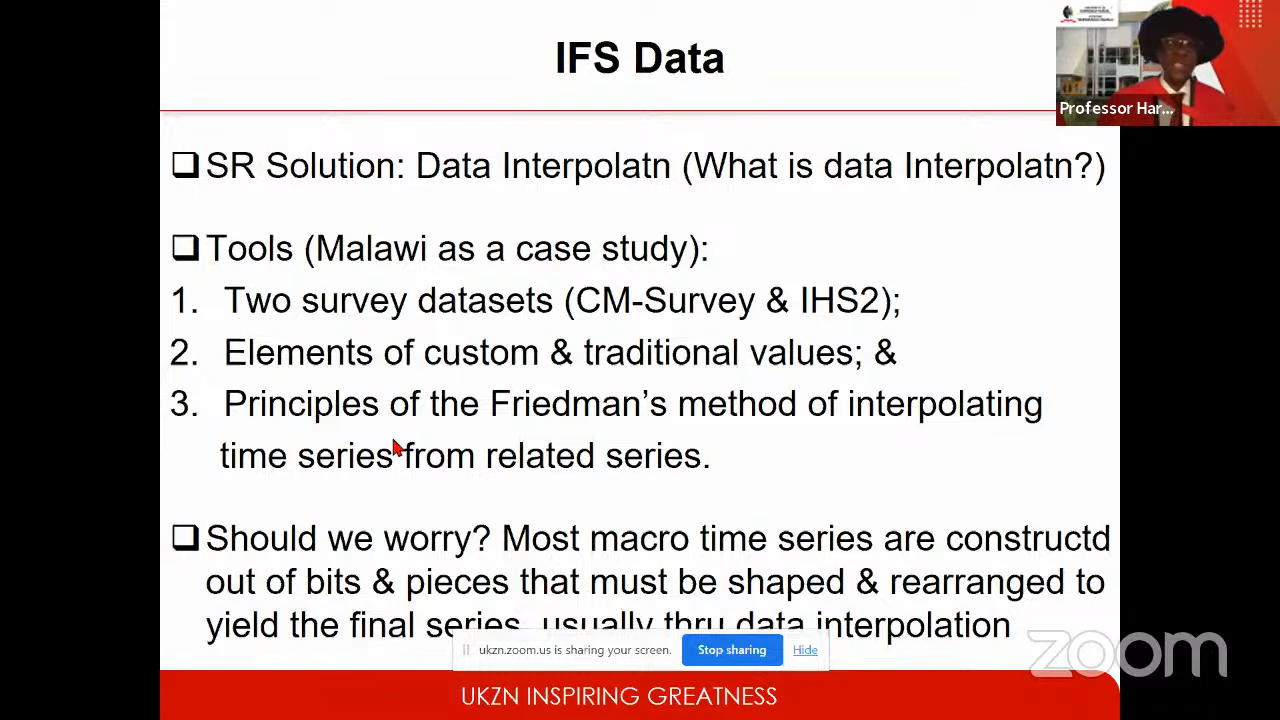 IFS Data
Professor Har...
❑ SR Solution: Data Interpolatn (What is data Interpolatn?)
❑ Tools (Malawi as a case study):
1. Two survey datasets (CM-Survey & IHS2);
2. Elements of custom & traditional values; &
3. Principles of the Friedman's method of interpolating
time series from related series.
❑ Should we worry? Most macro time series are constructd
out of bits & pieces that must be shaped & rearranged to
yield the final series, usually thru data interpolation
ukzn.zoom.us is sharing your screen.
Stop sharing
Hide
zoom
UKZN INSPIRING GREATNESS